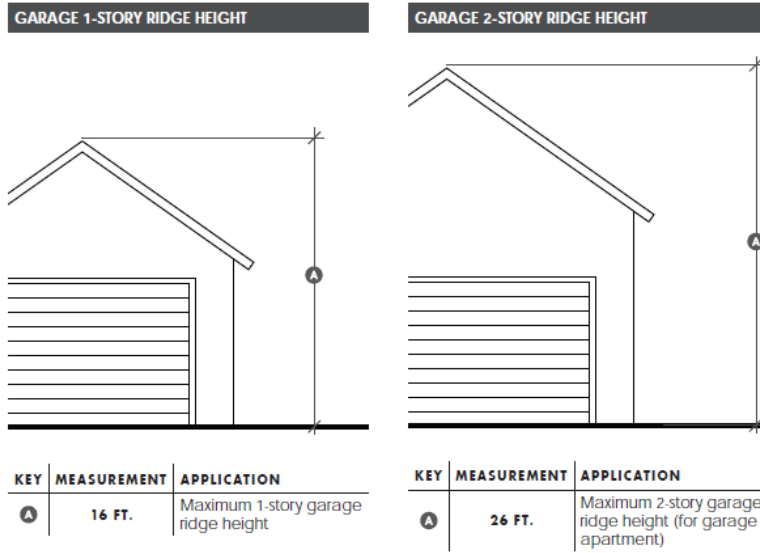 GARAGE 1-STORY RIDGE HEIGHT
A
KEY MEASUREMENT APPLICATION
A 16 FT. Maximum 1-story garage
ridge height
GARAGE 2-STORY RIDGE HEIGHT
A
KEY MEASUREMENT APPLICATION
A 26 FT. Maximum 2-story garage
ridge height (for garage
apartment)